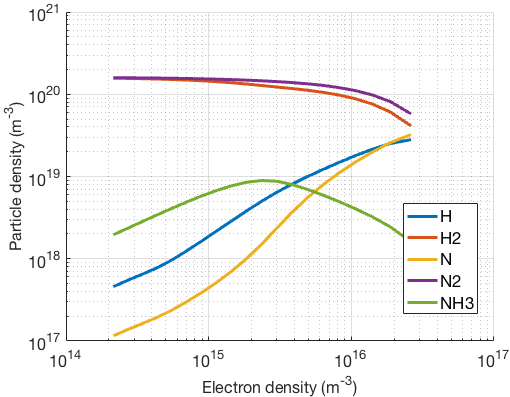 10^21
10^20
10^19
10^18
10^17
10^14
10^15
10^16
10^17
Particle density (m^-3)
Electron density (m^-3)
H
H2
N
N2
NH3